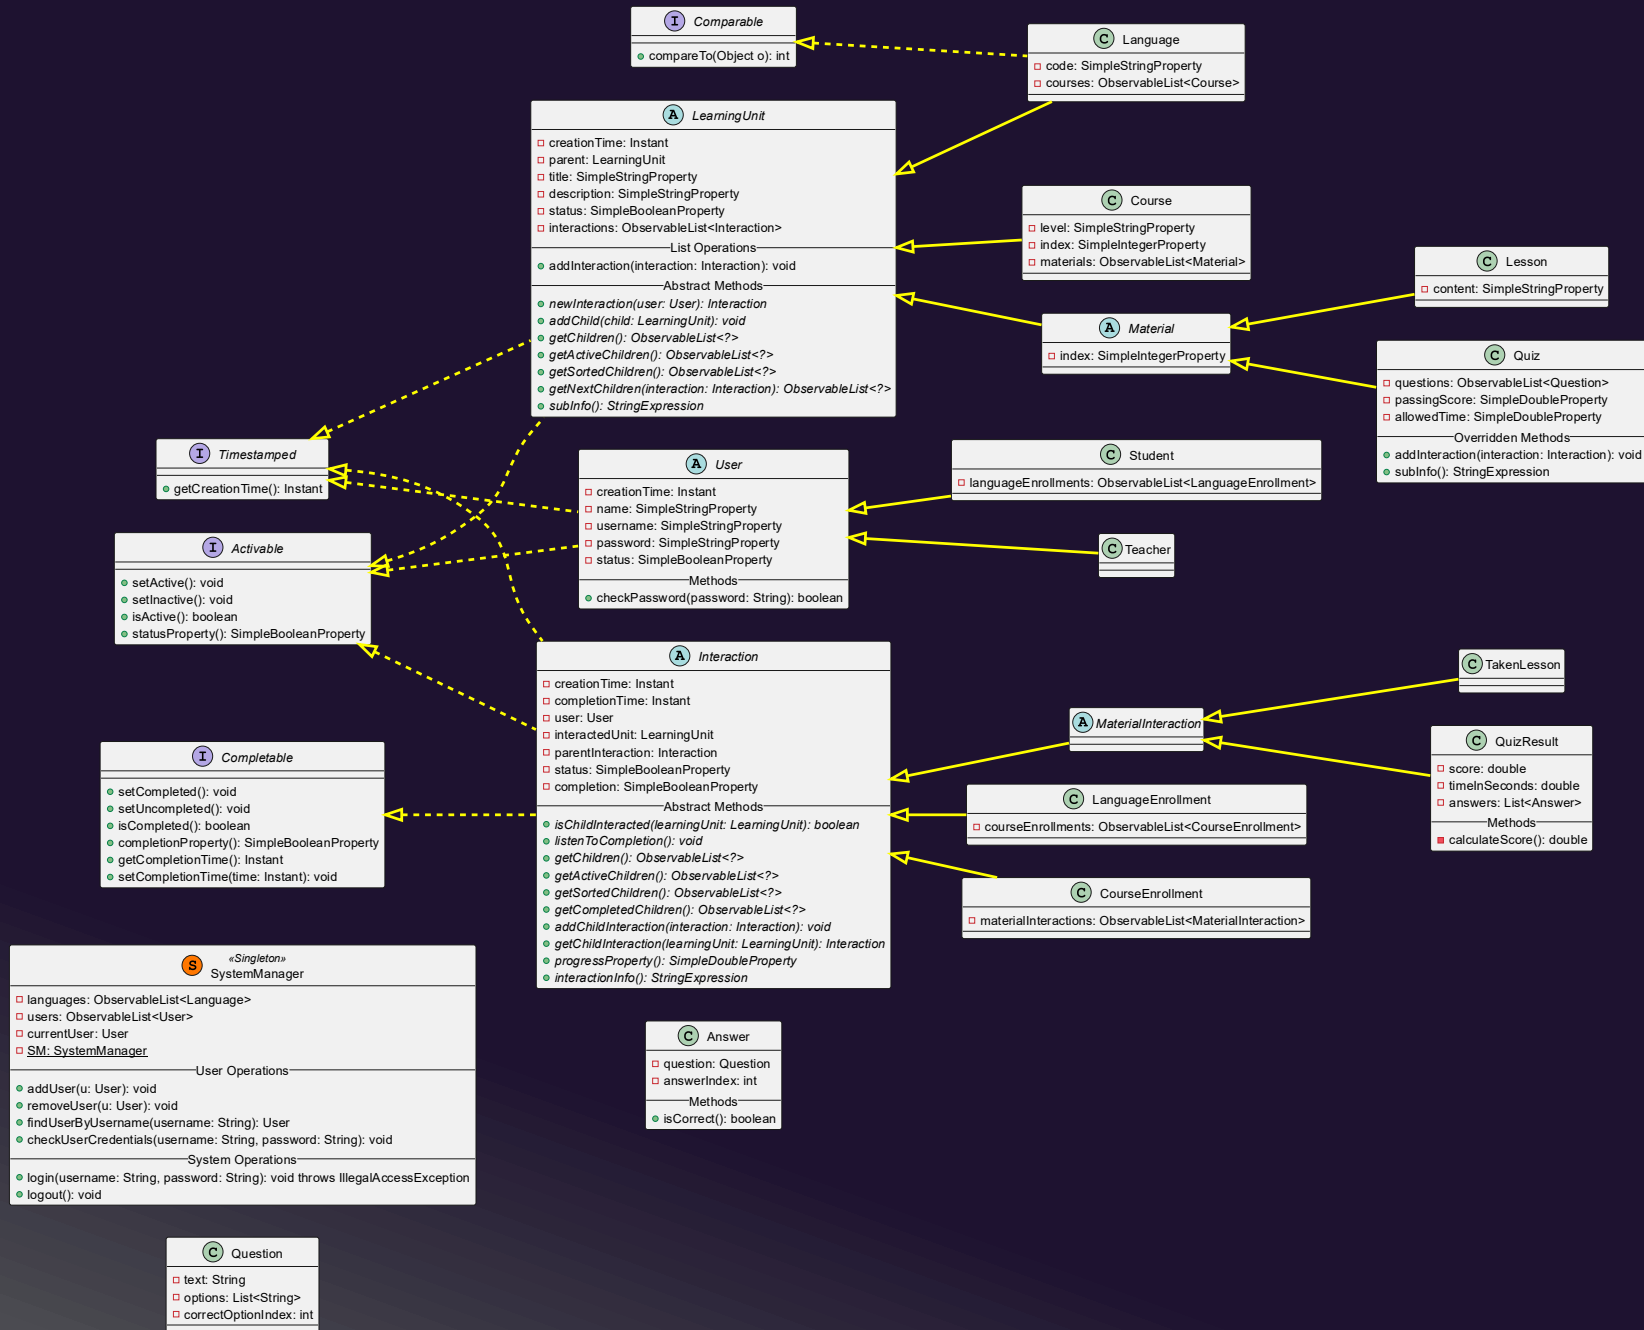 I Comparable
compareTo(Object o): int
C Language
code: SimpleStringProperty
courses: ObservableList<Course>
A LearningUnit
creationTime: Instant
parent: LearningUnit
title: SimpleStringProperty
description: SimpleStringProperty
status: SimpleBooleanProperty
interactions: ObservableList<Interaction>
List Operations
addInteraction(interaction: Interaction): void
Abstract Methods
newInteraction(user: User): Interaction
addChild(child: LearningUnit): void
getChildren(): ObservableList<?>
getActiveChildren(): ObservableList<?>
getSortedChildren(): ObservableList<?>
getNextChildren(interaction: Interaction): ObservableList<?>
subInfo(): StringExpression
C Course
level: SimpleStringProperty
index: SimpleIntegerProperty
materials: ObservableList<Material>
A Material
index: SimpleIntegerProperty
C Lesson
content: SimpleStringProperty
C Quiz
questions: ObservableList<Question>
passingScore: SimpleDoubleProperty
allowedTime: SimpleDoubleProperty
Overridden Methods
addInteraction(interaction: Interaction): void
subInfo(): StringExpression
I Timestamped
getCreationTime(): Instant
I Activable
setActive(): void
setInactive(): void
isActive(): boolean
statusProperty(): SimpleBooleanProperty
A User
creationTime: Instant
name: SimpleStringProperty
username: SimpleStringProperty
password: SimpleStringProperty
status: SimpleBooleanProperty
Methods
checkPassword(password: String): boolean
C Student
languageEnrollments: ObservableList<LanguageEnrollment>
C Teacher
I Completable
setCompleted(): void
setUncompleted(): void
isCompleted(): boolean
completionProperty(): SimpleBooleanProperty
getCompletionTime(): Instant
setCompletionTime(time: Instant): void
A Interaction
creationTime: Instant
completionTime: Instant
user: User
interactedUnit: LearningUnit
parentInteraction: Interaction
status: SimpleBooleanProperty
completion: SimpleBooleanProperty
Abstract Methods
isChildInteracted(learningUnit: LearningUnit): boolean
listenToCompletion(): void
getChildren(): ObservableList<?>
getActiveChildren(): ObservableList<?>
getSortedChildren(): ObservableList<?>
getCompletedChildren(): ObservableList<?>
addChildInteraction(interaction: Interaction): void
getChildInteraction(learningUnit: LearningUnit): Interaction
progressProperty(): SimpleDoubleProperty
interactionInfo(): StringExpression
A MaterialInteraction
C TakenLesson
C QuizResult
score: double
timeInSeconds: double
answers: List<Answer>
Methods
calculateScore(): double
C LanguageEnrollment
courseEnrollments: ObservableList<CourseEnrollment>
C CourseEnrollment
materialInteractions: ObservableList<MaterialInteraction>
«Singleton»
S SystemManager
languages: ObservableList<Language>
users: ObservableList<User>
currentUser: User
SM: SystemManager
User Operations
addUser(u: User): void
removeUser(u: User): void
findUserByUsername(username: String): User
checkUserCredentials(username: String, password: String): void
System Operations
login(username: String, password: String): void throws IllegalAccessException
logout(): void
C Answer
question: Question
answerIndex: int
Methods
isCorrect(): boolean
C Question
text: String
options: List<String>
correctOptionIndex: int